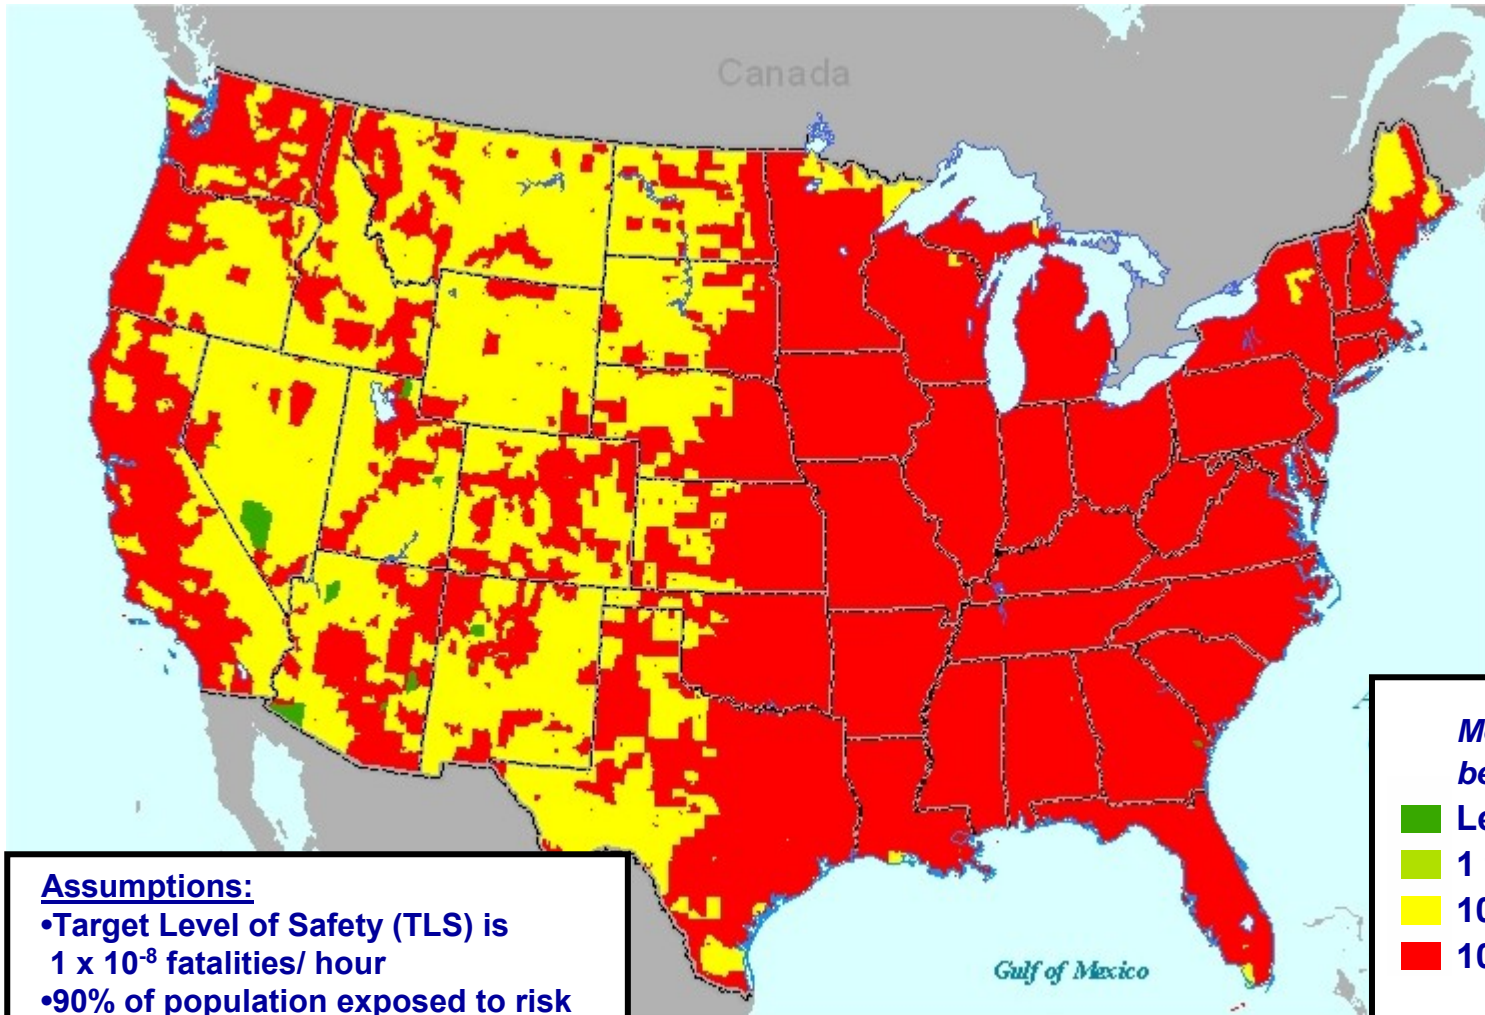 Canada
Gulf of Mexico
Assumptions:
•Target Level of Safety (TLS) is
1 x 10⁻⁸ fatalities/ hour
•90% of population exposed to risk
1